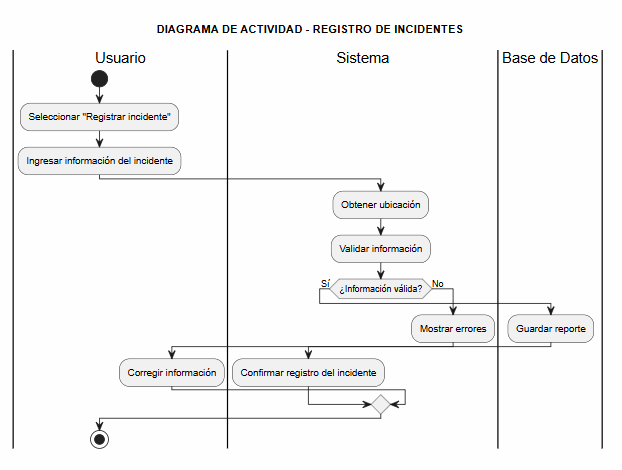 DIAGRAMA DE ACTIVIDAD - REGISTRO DE INCIDENTES
Usuario
Sistema
Base de Datos
Seleccionar "Registrar incidente"
Ingresar información del incidente
Obtener ubicación
Validar información
Sí
¿Información válida?
No
Mostrar errores
Guardar reporte
Corregir información
Confirmar registro del incidente